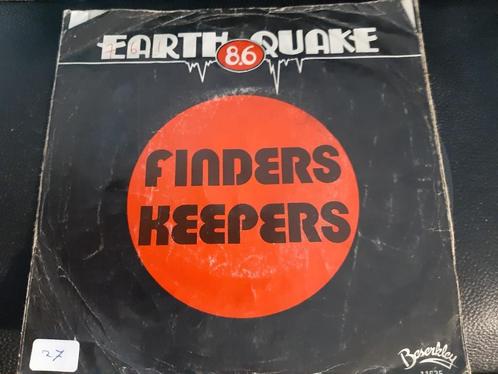 EARTH QUAKE
8.6
FINDERS
KEEPERS
27
Beserkley